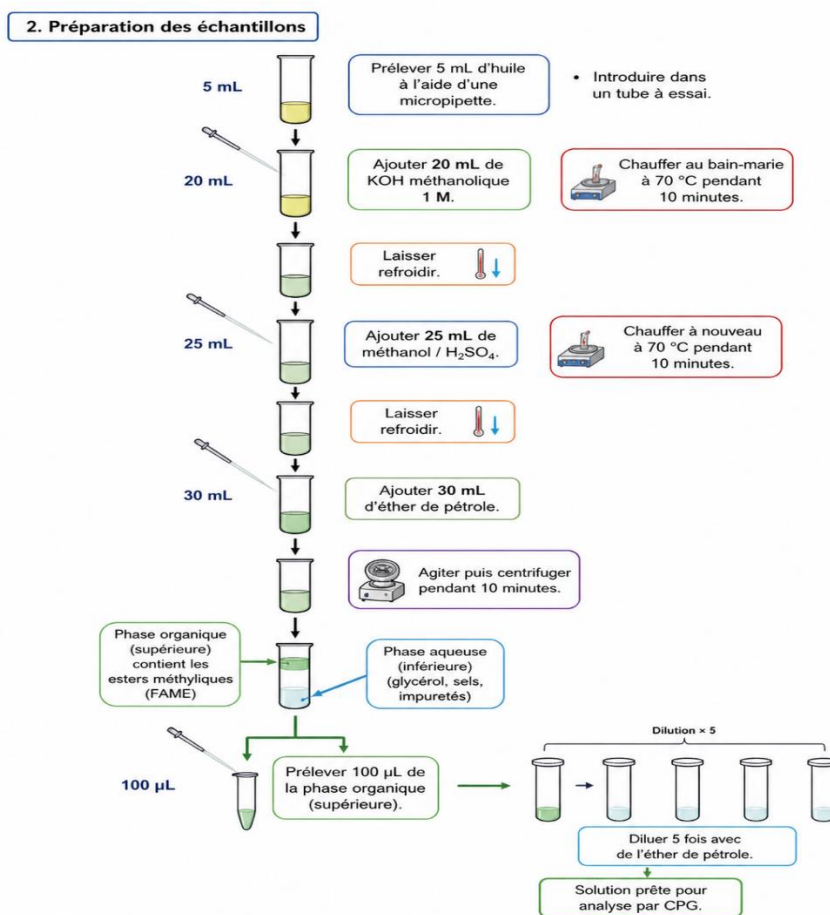 2. Préparation des échantillons
5 mL
Prélever 5 mL d'huile
à l'aide d'une
micropipette.
• Introduire dans
un tube à essai.
20 mL
Ajouter 20 mL de
KOH méthanolique
1 M.
Chauffer au bain-marie
à 70 °C pendant
10 minutes.
Laisser
refroidir.
25 mL
Ajouter 25 mL de
méthanol / H₂SO₄.
Chauffer à nouveau
à 70 °C pendant
10 minutes.
Laisser
refroidir.
30 mL
Ajouter 30 mL
d'éther de pétrole.
Agiter puis centrifuger
pendant 10 minutes.
Phase organique
(supérieure)
contient les
esters méthyliques
(FAME)
Phase aqueuse
(inférieure)
(glycérol, sels,
impuretés)
100 µL
Prélever 100 µL de
la phase organique
(supérieure).
Dilution × 5
Diluer 5 fois avec
de l'éther de pétrole.
Solution prête pour
analyse par CPG.